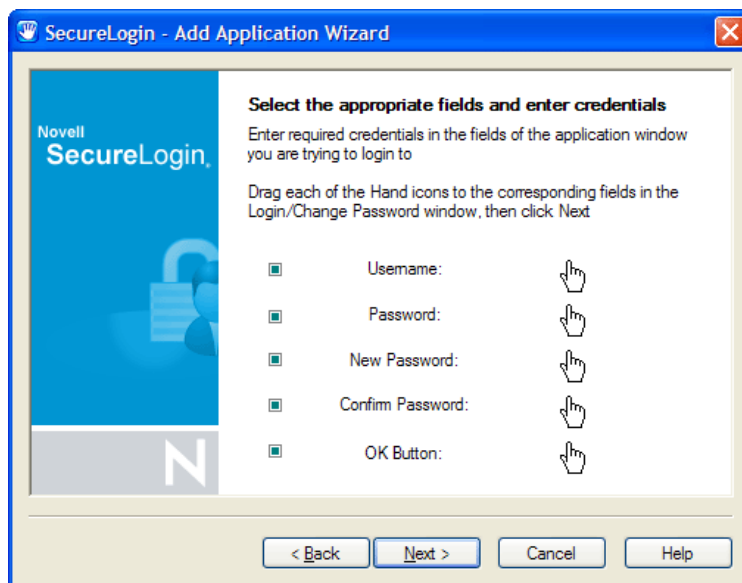 SecureLogin - Add Application Wizard
Novell
SecureLogin®
Select the appropriate fields and enter credentials
Enter required credentials in the fields of the application window
you are trying to login to
Drag each of the Hand icons to the corresponding fields in the
Login/Change Password window, then click Next
Username:
Password:
New Password:
Confirm Password:
OK Button:
N
< Back
Next >
Cancel
Help